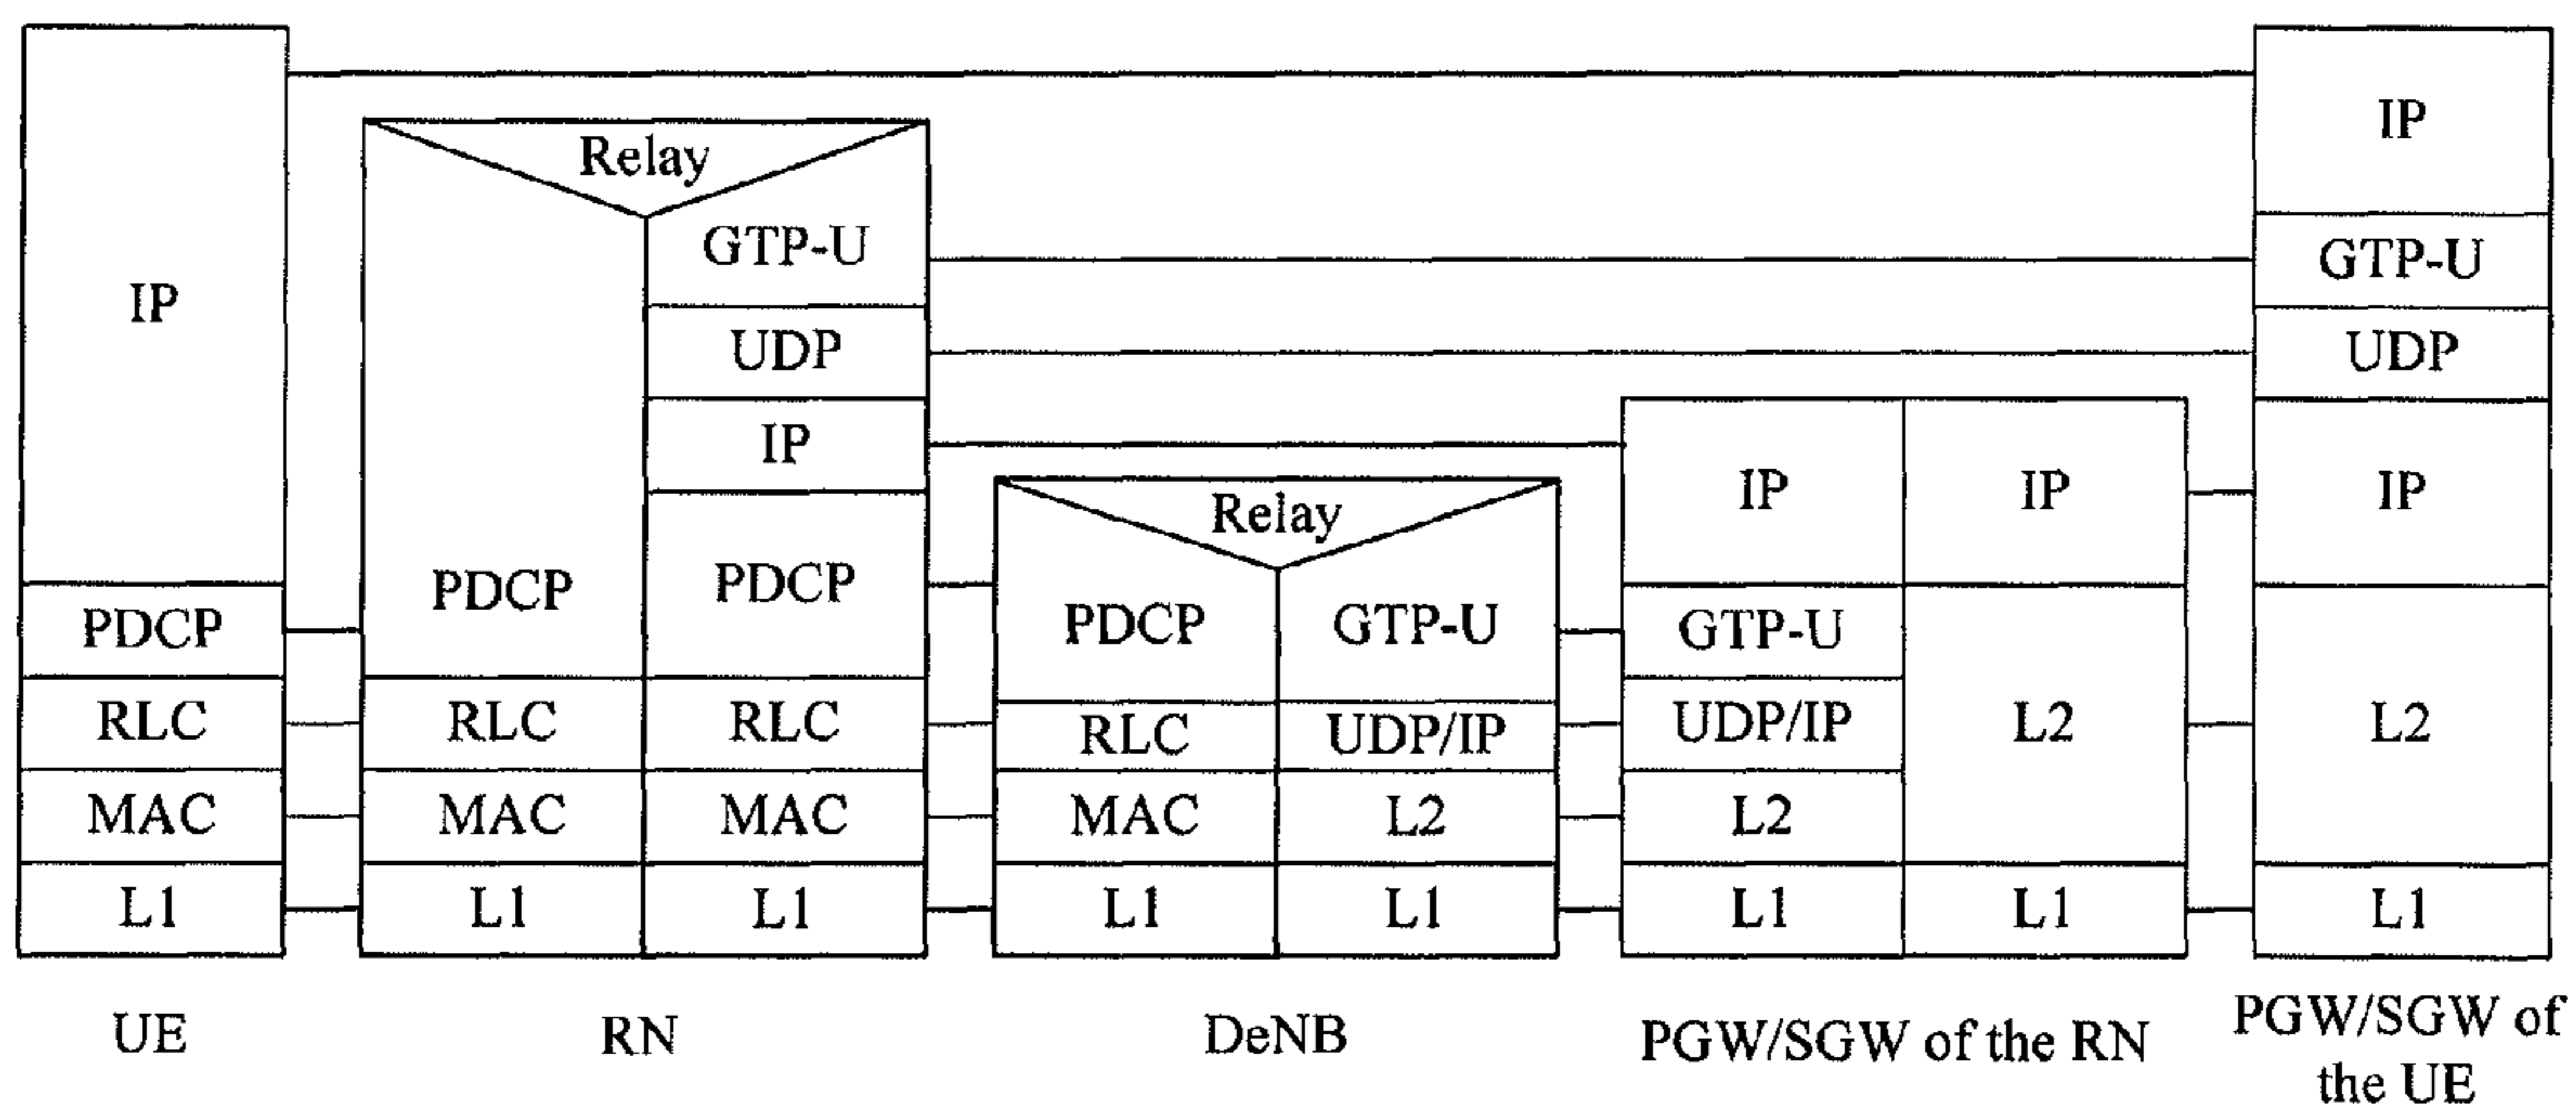 IP
PDCP
RLC
MAC
L1
UE
Relay
PDCP
RLC
MAC
L1
GTP-U
UDP
IP
PDCP
RLC
MAC
L1
RN
Relay
PDCP
RLC
MAC
L1
GTP-U
UDP/IP
L2
L1
DeNB
IP
GTP-U
UDP/IP
L2
L1
IP
L2
L1
PGW/SGW of the RN
IP
GTP-U
UDP
IP
L2
L1
PGW/SGW of
the UE